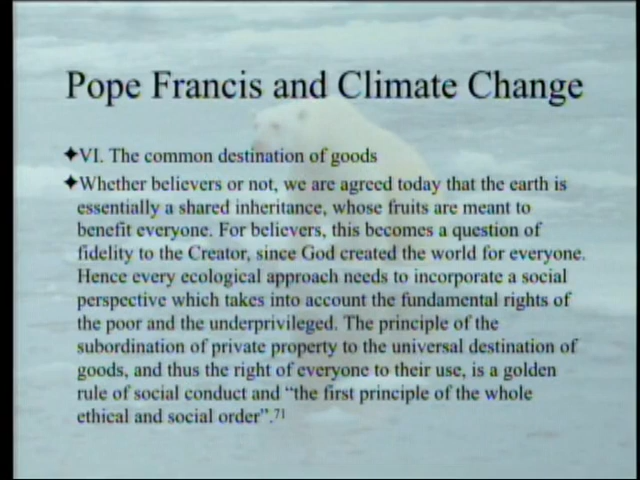 Pope Francis and Climate Change
✦VI. The common destination of goods
✦Whether believers or not, we are agreed today that the earth is
essentially a shared inheritance, whose fruits are meant to
benefit everyone. For believers, this becomes a question of
fidelity to the Creator, since God created the world for everyone.
Hence every ecological approach needs to incorporate a social
perspective which takes into account the fundamental rights of
the poor and the underprivileged. The principle of the
subordination of private property to the universal destination of
goods, and thus the right of everyone to their use, is a golden
rule of social conduct and “the first principle of the whole
ethical and social order”.71